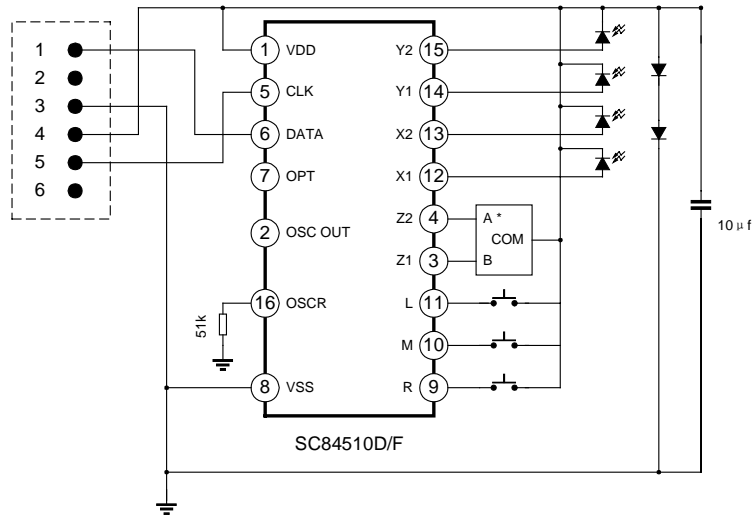 1
2
3
4
5
6
1 VDD
5 CLK
6 DATA
7 OPT
2 OSC OUT
16 OSCR
8 VSS
Y2 15
Y1 14
X2 13
X1 12
Z2 4
Z1 3
L 11
M 10
R 9
A *
COM
B
51k
10 μ f
SC84510D/F